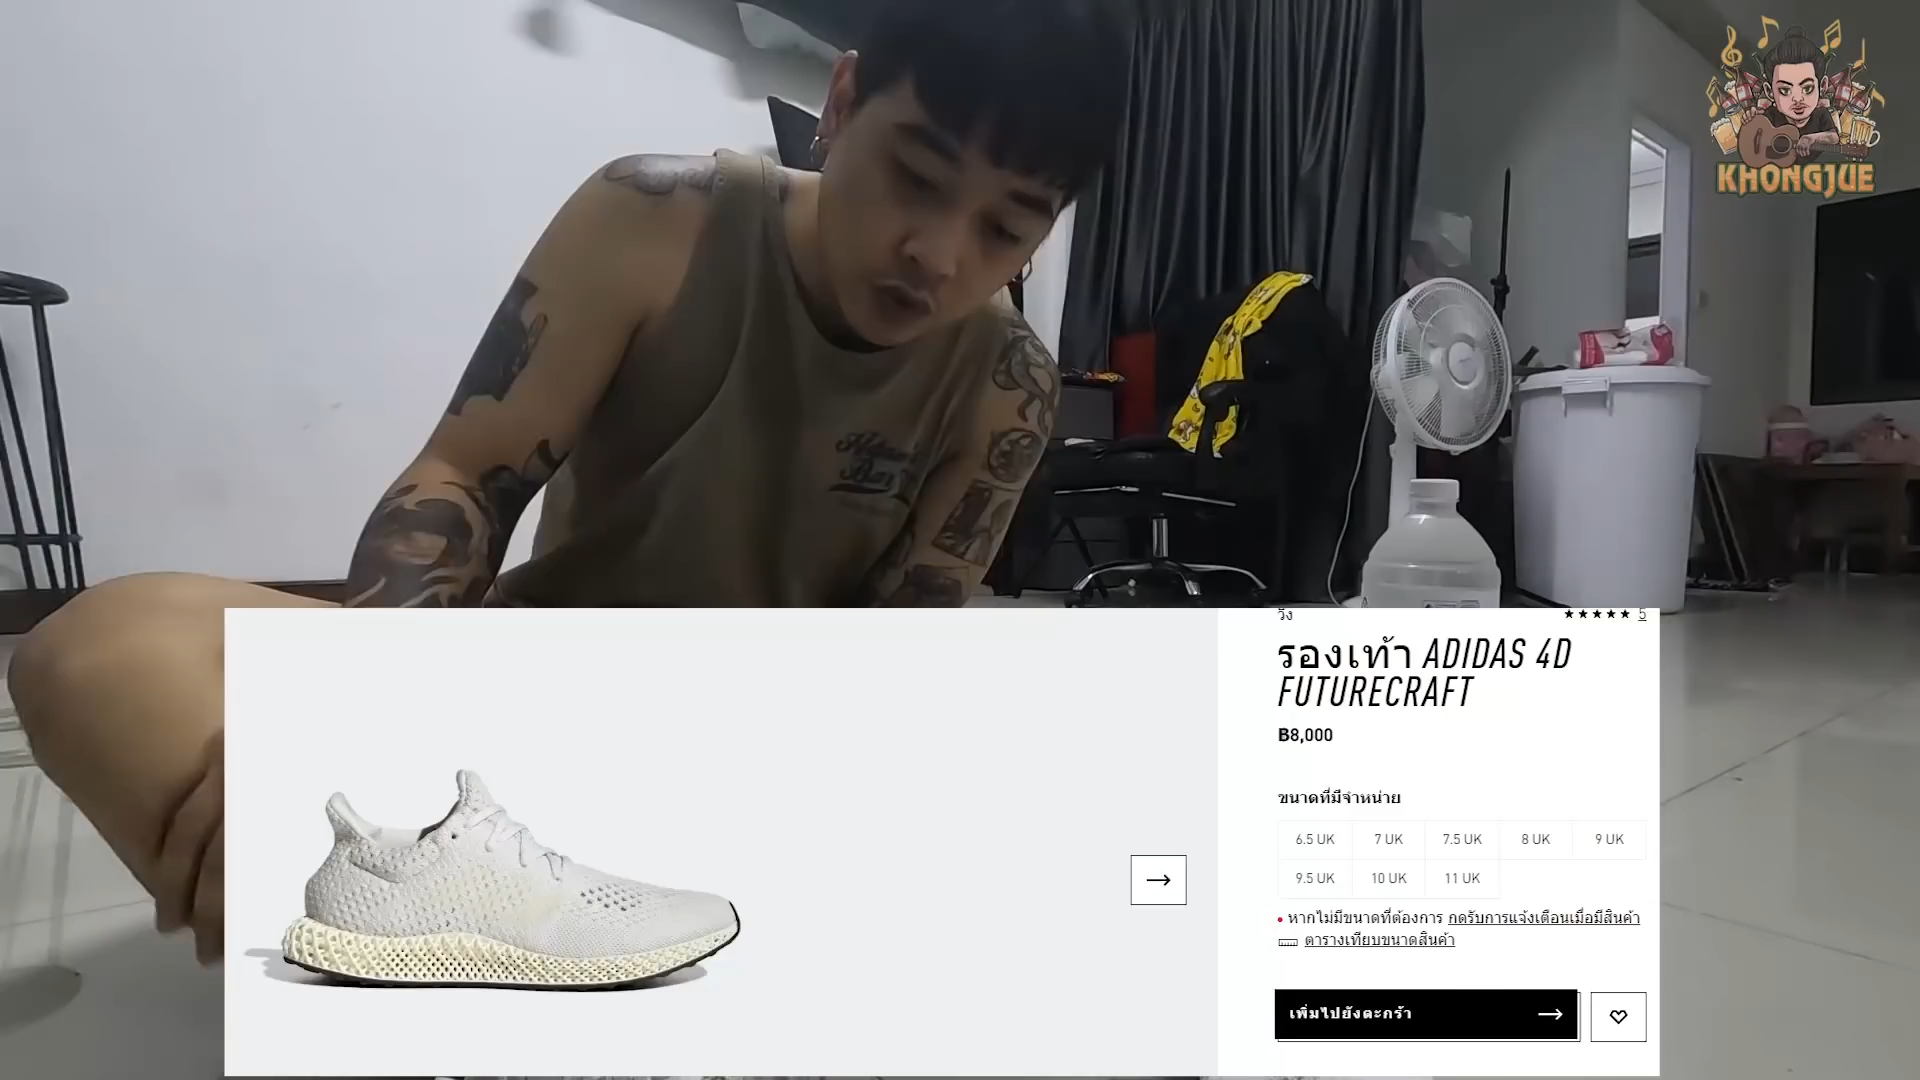 KHONGJUE
วิ่ง
★★★★★ 5
รองเท้า ADIDAS 4D
FUTURECRAFT
฿8,000
ขนาดที่มีจำหน่าย
6.5 UK 7 UK 7.5 UK 8 UK 9 UK
9.5 UK 10 UK 11 UK
หากไม่มีขนาดที่ต้องการ กดรับการแจ้งเตือนเมื่อมีสินค้า
ตารางเทียบขนาดสินค้า
เพิ่มไปยังตะกร้า